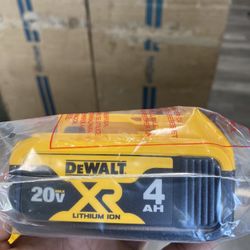 DEWALT
20V MAX
XR
LITHIUM ION
4
AH